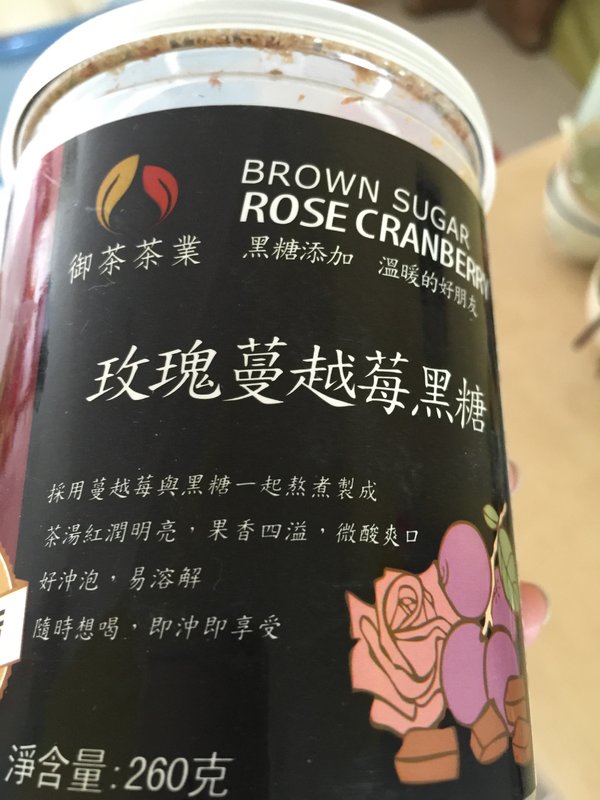 BROWN SUGAR
ROSE CRANBERRY
御茶茶業
黑糖添加 溫暖的好朋友
玫瑰蔓越莓黑糖
採用蔓越莓與黑糖一起熬煮製成
茶湯紅潤明亮，果香四溢，微酸爽口
好沖泡，易溶解
隨時想喝，即沖即享受
淨含量:260克